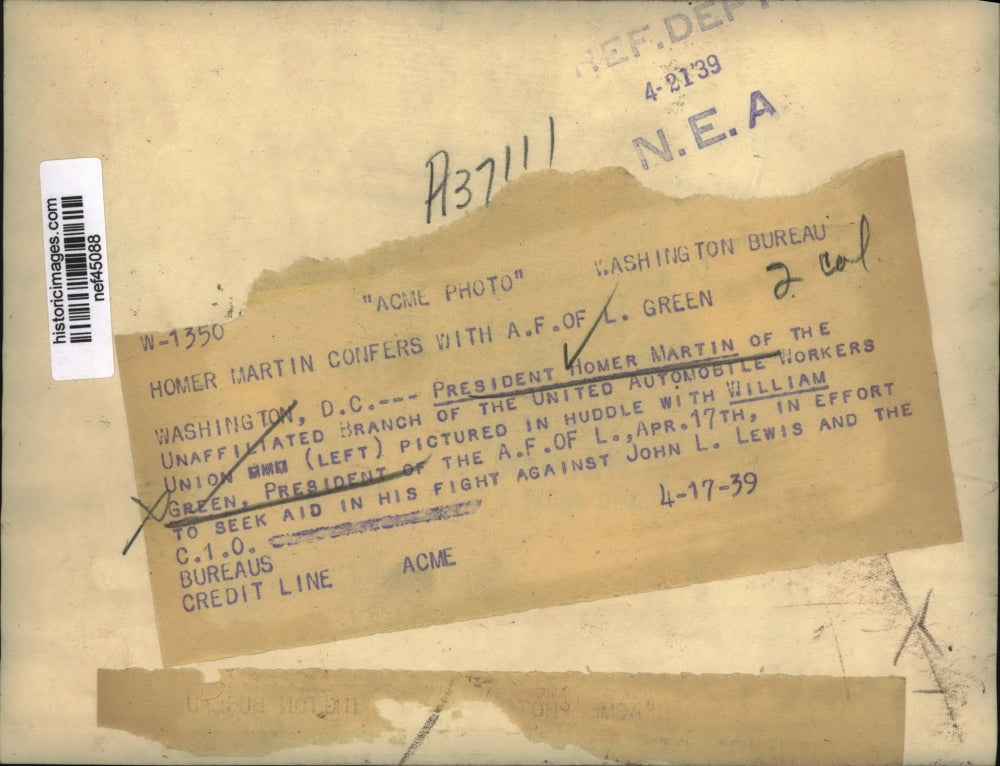 REF. DEPT
4-21'39
N.E.A
A37111
historicimages.com
nef45088
"ACME PHOTO" WASHINGTON BUREAU
2 col.
W-1350
HOMER MARTIN CONFERS WITH A.F.OF L. GREEN
WASHINGTON, D.C.--- PRESIDENT HOMER MARTIN OF THE
UNAFFILIATED BRANCH OF THE UNITED AUTOMOBILE WORKERS
UNION (LEFT) PICTURED IN HUDDLE WITH WILLIAM
GREEN, PRESIDENT OF THE A.F.OF L.,APR.17TH, IN EFFORT
TO SEEK AID IN HIS FIGHT AGAINST JOHN L. LEWIS AND THE
C.I.O.
4-17-39
BUREAUS
CREDIT LINE ACME